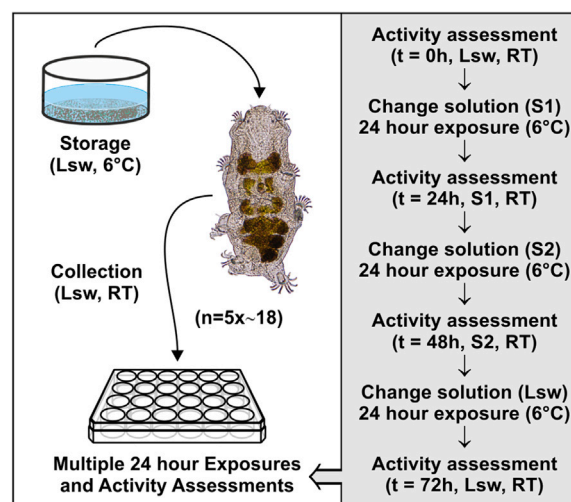 Storage
(Lsw, 6°C)
Collection
(Lsw, RT)
(n=5x~18)
Multiple 24 hour Exposures
and Activity Assessments
Activity assessment
(t = 0h, Lsw, RT)
Change solution (S1)
24 hour exposure (6°C)
Activity assessment
(t = 24h, S1, RT)
Change solution (S2)
24 hour exposure (6°C)
Activity assessment
(t = 48h, S2, RT)
Change solution (Lsw)
24 hour exposure (6°C)
Activity assessment
(t = 72h, Lsw, RT)